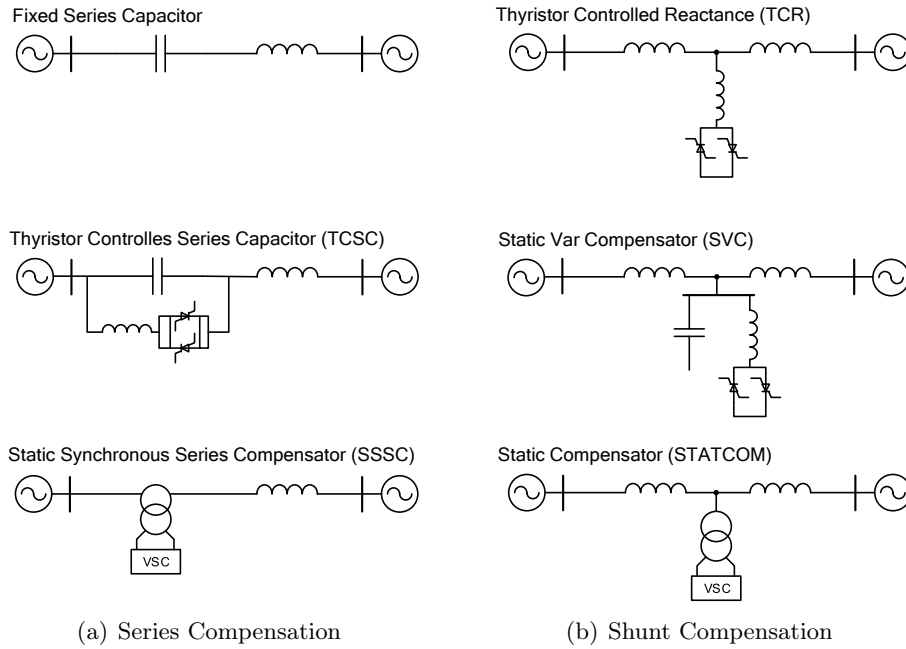 Fixed Series Capacitor
Thyristor Controlled Reactance (TCR)
Thyristor Controlles Series Capacitor (TCSC)
Static Var Compensator (SVC)
Static Synchronous Series Compensator (SSSC)
VSC
Static Compensator (STATCOM)
VSC
(a) Series Compensation
(b) Shunt Compensation